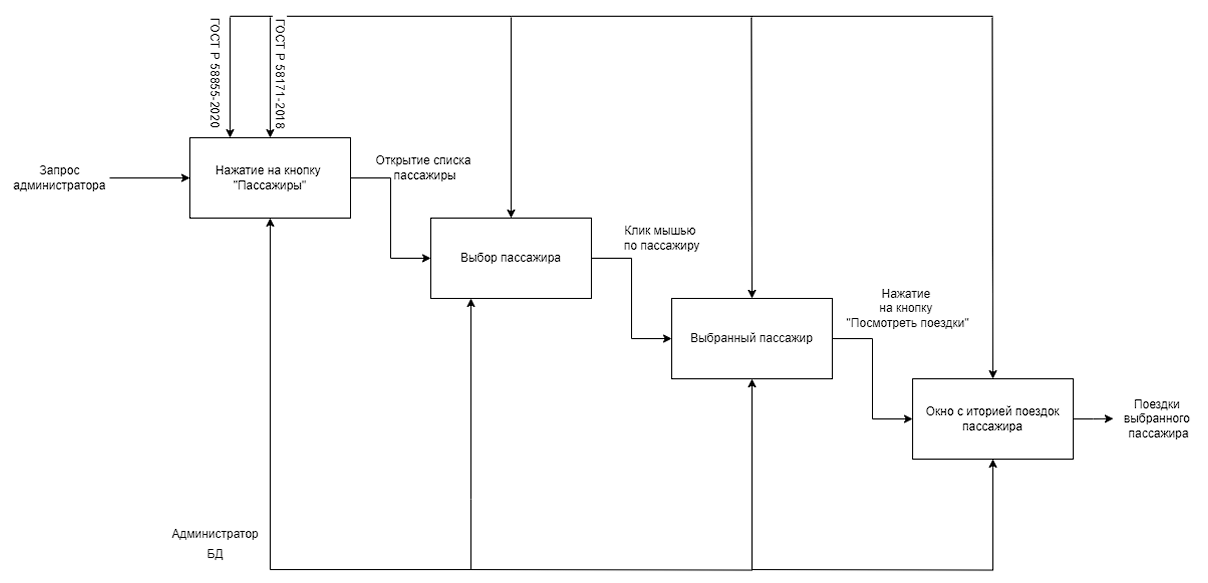 ГОСТ Р 58855-2020
ГОСТ Р 58171-2018
Запрос
администратора
Нажатие на кнопку
"Пассажиры"
Открытие списка
пассажиры
Выбор пассажира
Клик мышью
по пассажиру
Выбранный пассажир
Нажатие
на кнопку
"Посмотреть поездки"
Окно с иторией поездок
пассажира
Поездки
выбранного
пассажира
Администратор
БД